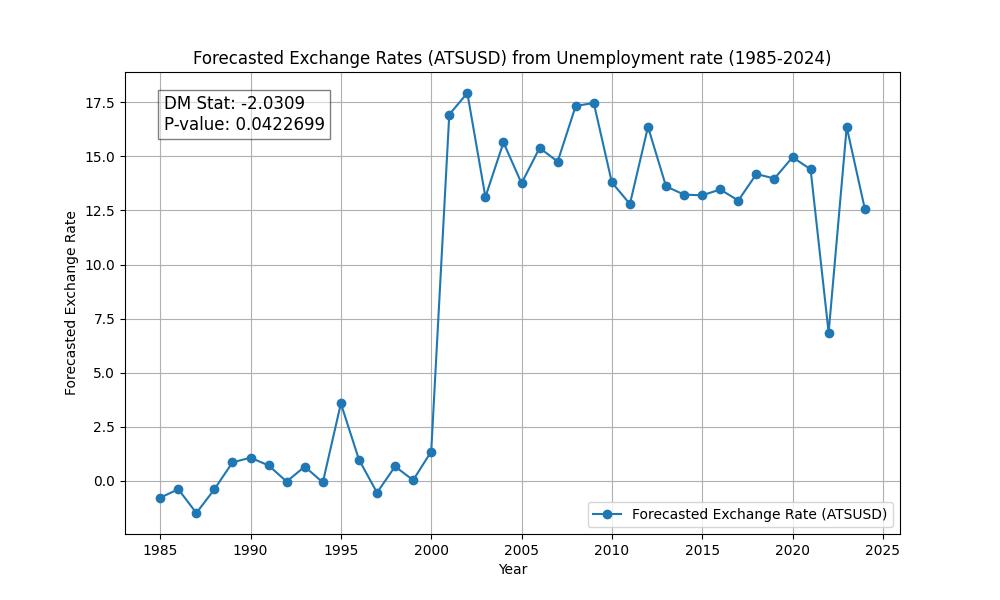 Forecasted Exchange Rates (ATSUSD) from Unemployment rate (1985-2024)
DM Stat: -2.0309
P-value: 0.0422699
Forecasted Exchange Rate
17.5
15.0
12.5
10.0
7.5
5.0
2.5
0.0
Forecasted Exchange Rate (ATSUSD)
1985 1990 1995 2000 2005 2010 2015 2020 2025
Year